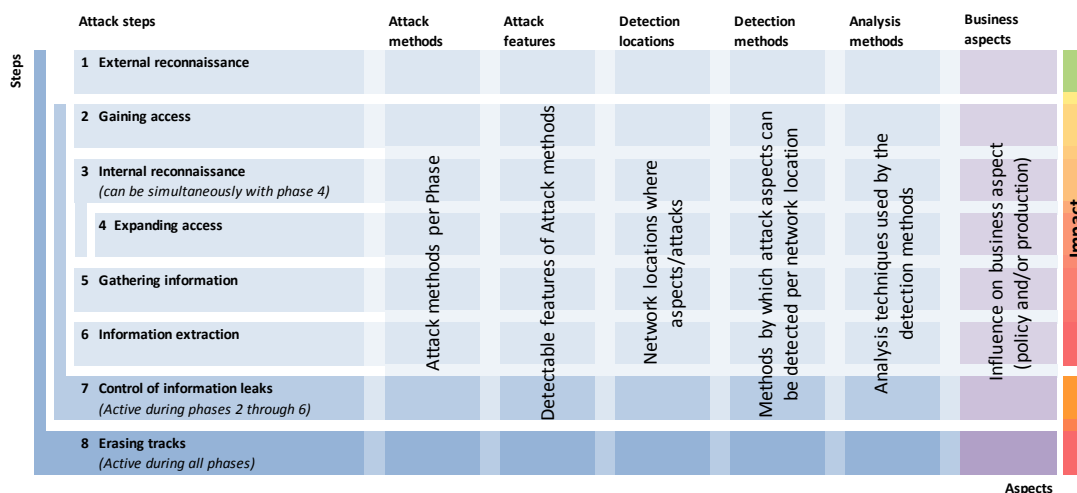 Attack steps
Attack
methods
Attack
features
Detection
locations
Detection
methods
Analysis
methods
Business
aspects
Steps
1 External reconnaissance
2 Gaining access
3 Internal reconnaissance
(can be simultaneously with phase 4)
4 Expanding access
5 Gathering information
6 Information extraction
7 Control of information leaks
(Active during phases 2 through 6)
8 Erasing tracks
(Active during all phases)
Attack methods per Phase
Detectable features of Attack methods
Network locations where
aspects/attacks
Methods by which attack aspects can
be detected per network location
Analysis techniques used by the
detection methods
Influence on business aspect
(policy and/or production)
Impact
Aspects